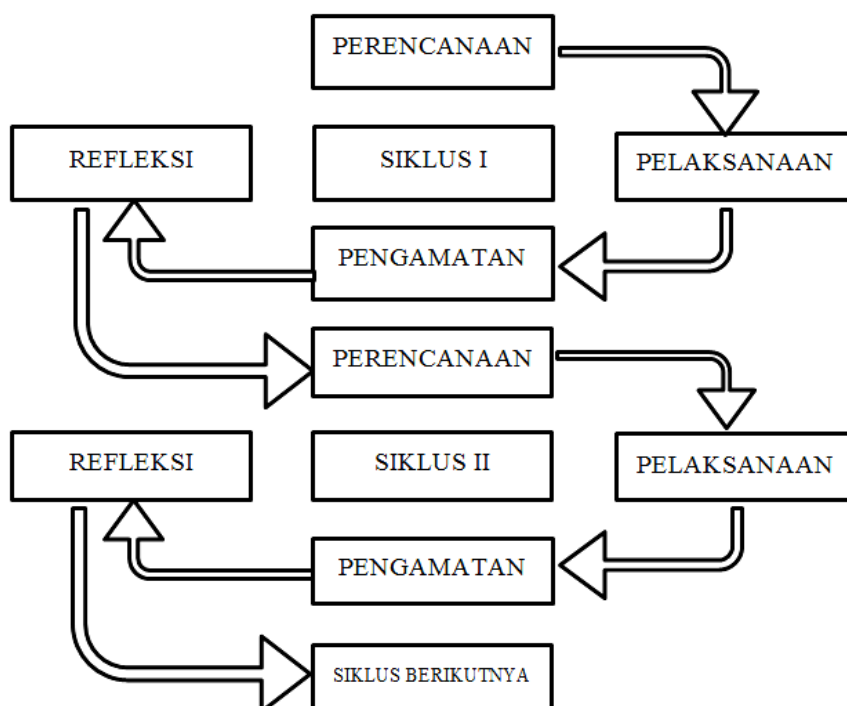 PERENCANAAN
REFLEKSI
SIKLUS I
PELAKSANAAN
PENGAMATAN
PERENCANAAN
REFLEKSI
SIKLUS II
PELAKSANAAN
PENGAMATAN
SIKLUS BERIKUTNYA